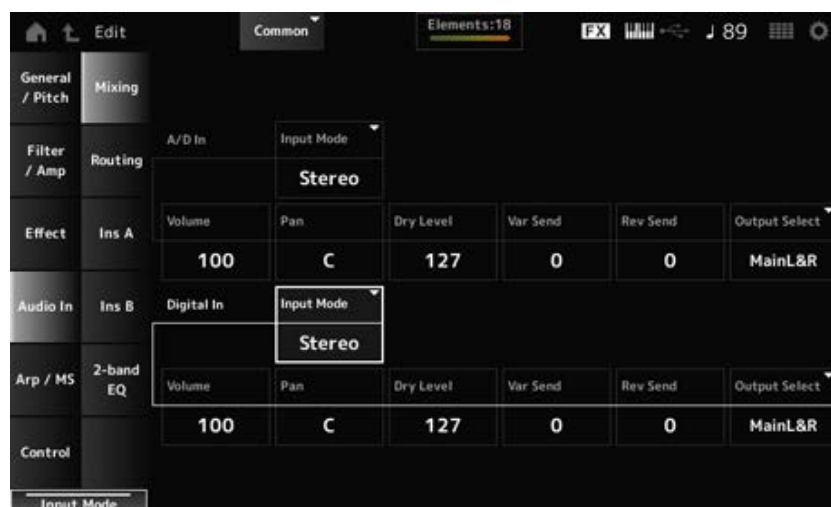 Edit
Common
Elements:18
FX
♩ 89
General / Pitch
Mixing
Filter / Amp
Routing
A/D In
Input Mode
Stereo
Effect
Ins A
Volume
Pan
Dry Level
Var Send
Rev Send
Output Select
100
C
127
0
0
MainL&R
Audio In
Ins B
Digital In
Input Mode
Stereo
Arp / MS
2-band EQ
Volume
Pan
Dry Level
Var Send
Rev Send
Output Select
100
C
127
0
0
MainL&R
Control
Input Mode